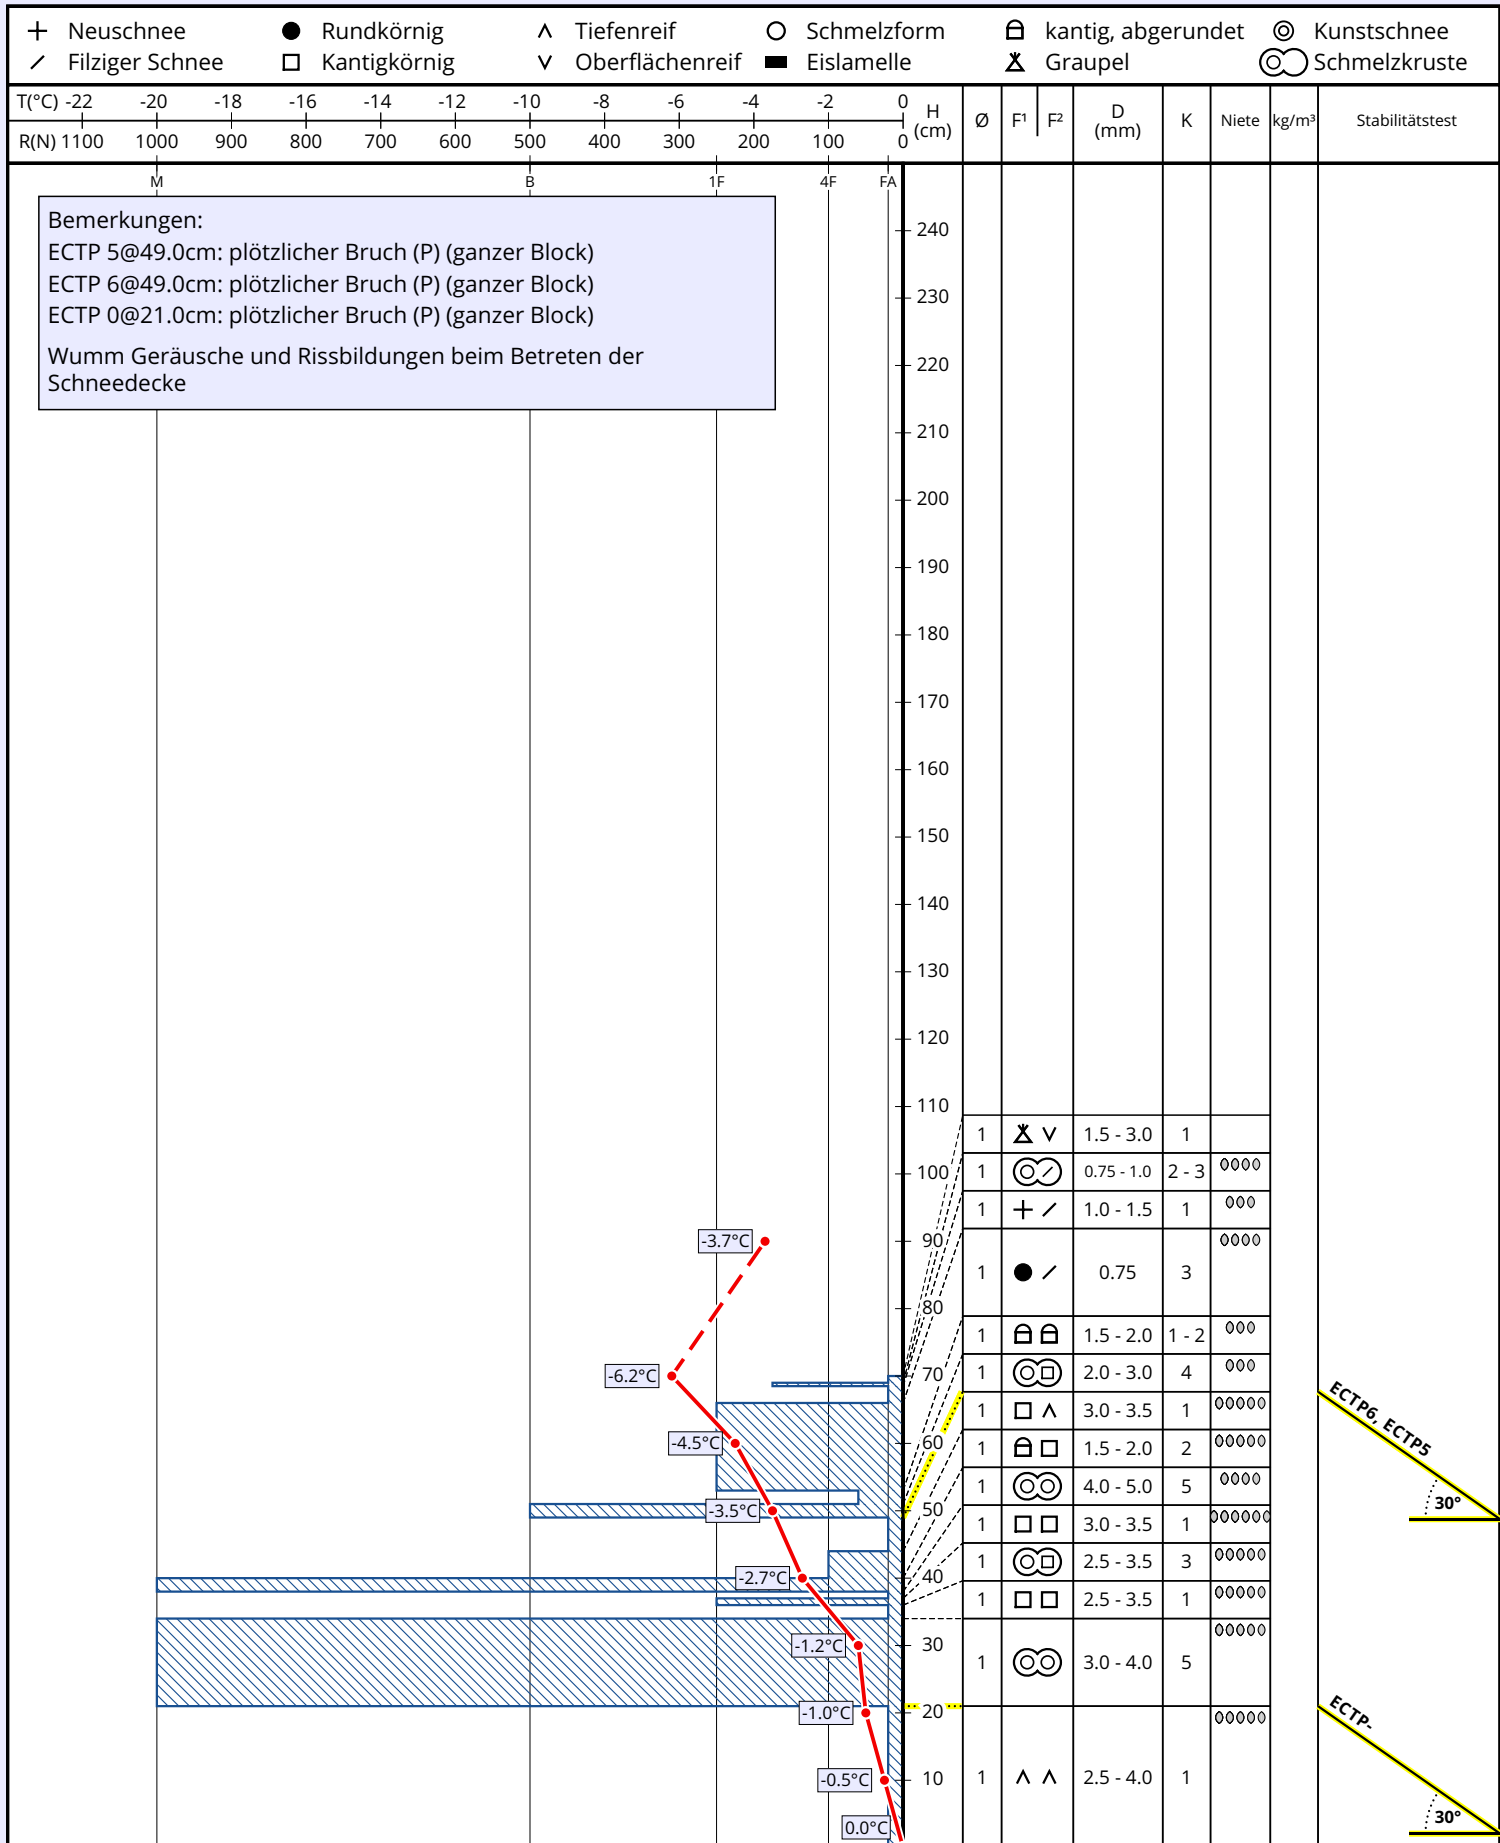 Neuschnee Rundkörnig Tiefenreif Schmelzform kantig, abgerundet Kunstschnee
Filziger Schnee Kantigkörnig Oberflächenreif Eislamelle Graupel Schmelzkruste
T(°C) -22 -20 -18 -16 -14 -12 -10 -8 -6 -4 -2 0
R(N) 1100 1000 900 800 700 600 500 400 300 200 100 0
H (cm) Ø F¹ F² D (mm) K Niete kg/m³ Stabilitätstest
M B 1F 4F FA
Bemerkungen:
ECTP 5@49.0cm: plötzlicher Bruch (P) (ganzer Block)
ECTP 6@49.0cm: plötzlicher Bruch (P) (ganzer Block)
ECTP 0@21.0cm: plötzlicher Bruch (P) (ganzer Block)
Wumm Geräusche und Rissbildungen beim Betreten der
Schneedecke
240
230
220
210
200
190
180
170
160
150
140
130
120
110
1 1.5 - 3.0 1
100
1 0.75 - 1.0 2 - 3
1 1.0 - 1.5 1
-3.7°C 90
1 0.75 3
80
1 1.5 - 2.0 1 - 2
-6.2°C 70
1 2.0 - 3.0 4
1 3.0 - 3.5 1
ECTP6, ECTP5
-4.5°C 60
1 1.5 - 2.0 2
1 4.0 - 5.0 5
30°
-3.5°C 50
1 3.0 - 3.5 1
1 2.5 - 3.5 3
-2.7°C 40
1 2.5 - 3.5 1
-1.2°C 30
1 3.0 - 4.0 5
-1.0°C 20
ECTP-
-0.5°C 10
1 2.5 - 4.0 1
30°
0.0°C